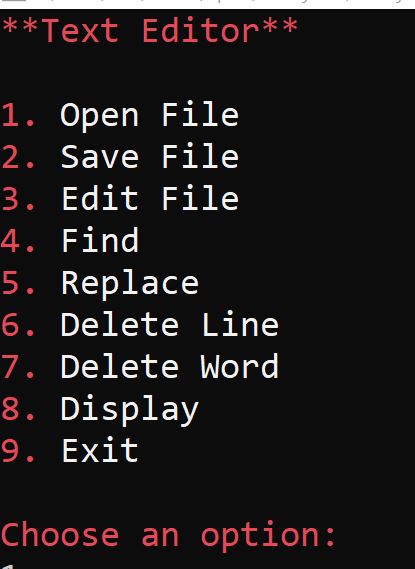 **Text Editor**
1. Open File
2. Save File
3. Edit File
4. Find
5. Replace
6. Delete Line
7. Delete Word
8. Display
9. Exit
Choose an option: